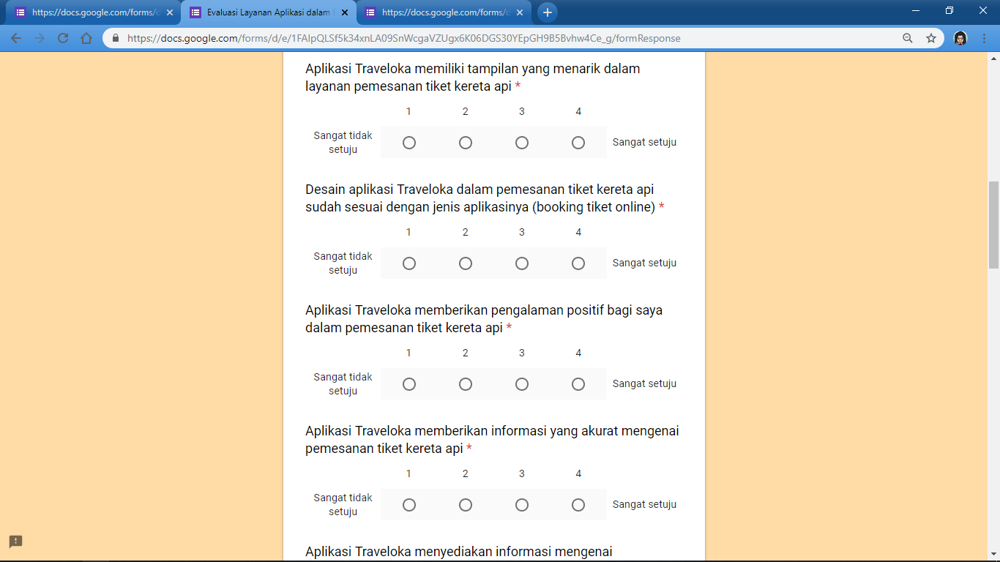 https://docs.google.com/forms/d
Evaluasi Layanan Aplikasi dalam
https://docs.google.com/forms/d
https://docs.google.com/forms/d/e/1FAIpQLSf5k34xnLA09SnWcgaVZUgx6K06DGS30YEpGH9B5Bvhw4Ce_g/formResponse
Aplikasi Traveloka memiliki tampilan yang menarik dalam
layanan pemesanan tiket kereta api *
1 2 3 4
Sangat tidak
setuju
Sangat setuju
Desain aplikasi Traveloka dalam pemesanan tiket kereta api
sudah sesuai dengan jenis aplikasinya (booking tiket online) *
1 2 3 4
Sangat tidak
setuju
Sangat setuju
Aplikasi Traveloka memberikan pengalaman positif bagi saya
dalam pemesanan tiket kereta api *
1 2 3 4
Sangat tidak
setuju
Sangat setuju
Aplikasi Traveloka memberikan informasi yang akurat mengenai
pemesanan tiket kereta api *
1 2 3 4
Sangat tidak
setuju
Sangat setuju
Aplikasi Traveloka menyediakan informasi mengenai